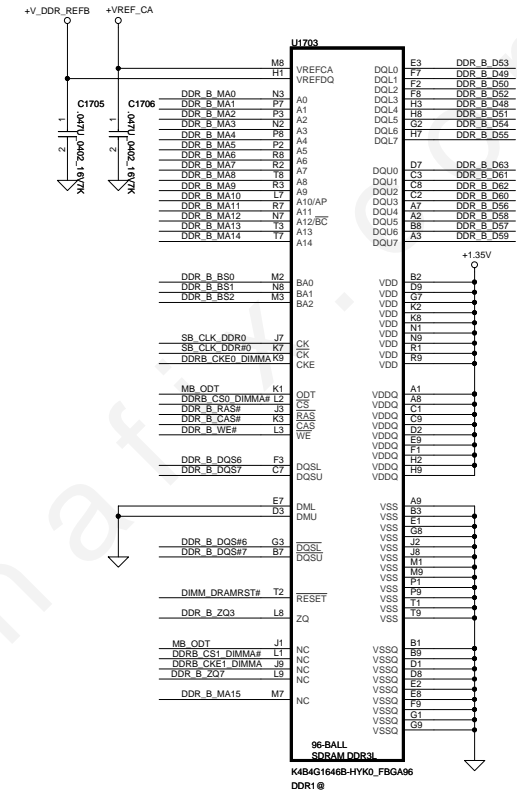 +V_DDR_REFB +VREF_CA
U1703
M8 VREFCA DQL0 E3 DDR_B_D53
H1 VREFDQ DQL1 F7 DDR_B_D49
DQL2 F2 DDR_B_D50
DDR_B_MA0 N3 A0 DQL3 F8 DDR_B_D52
DDR_B_MA1 P7 A1 DQL4 H3 DDR_B_D48
DDR_B_MA2 P3 A2 DQL5 H8 DDR_B_D51
DDR_B_MA3 N2 A3 DQL6 G2 DDR_B_D54
DDR_B_MA4 P8 A4 DQL7 H7 DDR_B_D55
DDR_B_MA5 P2 A5
DDR_B_MA6 R8 A6
DDR_B_MA7 R2 A7 DQU0 D7 DDR_B_D63
DDR_B_MA8 T8 A8 DQU1 C3 DDR_B_D61
DDR_B_MA9 R3 A9 DQU2 C8 DDR_B_D62
DDR_B_MA10 L7 A10/AP DQU3 C2 DDR_B_D60
DDR_B_MA11 R7 A11 DQU4 A7 DDR_B_D56
DDR_B_MA12 N7 A12/BC DQU5 A2 DDR_B_D58
DDR_B_MA13 T3 A13 DQU6 B8 DDR_B_D57
DDR_B_MA14 T7 A14 DQU7 A3 DDR_B_D59
C1705 C1706
1 1
.047U_0402_16V7K .047U_0402_16V7K
2 2
+1.35V
DDR_B_BS0 M2 BA0 VDD B2
DDR_B_BS1 N8 BA1 VDD D9
DDR_B_BS2 M3 BA2 VDD G7
VDD K2
VDD K8
VDD N1
SB_CLK_DDR0 J7 CK VDD N9
SB_CLK_DDR#0 K7 CK VDD R1
DDRB_CKE0_DIMMA K9 CKE VDD R9
MB_ODT K1 ODT VDDQ A1
DDRB_CS0_DIMMA# L2 CS VDDQ A8
DDR_B_RAS# J3 RAS VDDQ C1
DDR_B_CAS# K3 CAS VDDQ C9
DDR_B_WE# L3 WE VDDQ D2
VDDQ E9
VDDQ F1
DDR_B_DQS6 F3 DQSL VDDQ H2
DDR_B_DQS7 C7 DQSU VDDQ H9
E7 DML VSS A9
D3 DMU VSS B3
VSS E1
VSS G8
DDR_B_DQS#6 G3 DQSL VSS J2
DDR_B_DQS#7 B7 DQSU VSS J8
VSS M1
VSS M9
VSS P1
DIMM_DRAMRST# T2 RESET VSS P9
VSS T1
DDR_B_ZQ3 L8 ZQ VSS T9
MB_ODT J1 NC VSSQ B1
DDRB_CS1_DIMMA# L1 NC VSSQ B9
DDRB_CKE1_DIMMA J9 NC VSSQ D1
DDR_B_ZQ7 L9 NC VSSQ D8
VSSQ E2
DDR_B_MA15 M7 NC VSSQ E8
VSSQ F9
VSSQ G1
VSSQ G9
96-BALL
SDRAM DDR3L
K4B4G1646B-HYK0_FBGA96
DDR1@